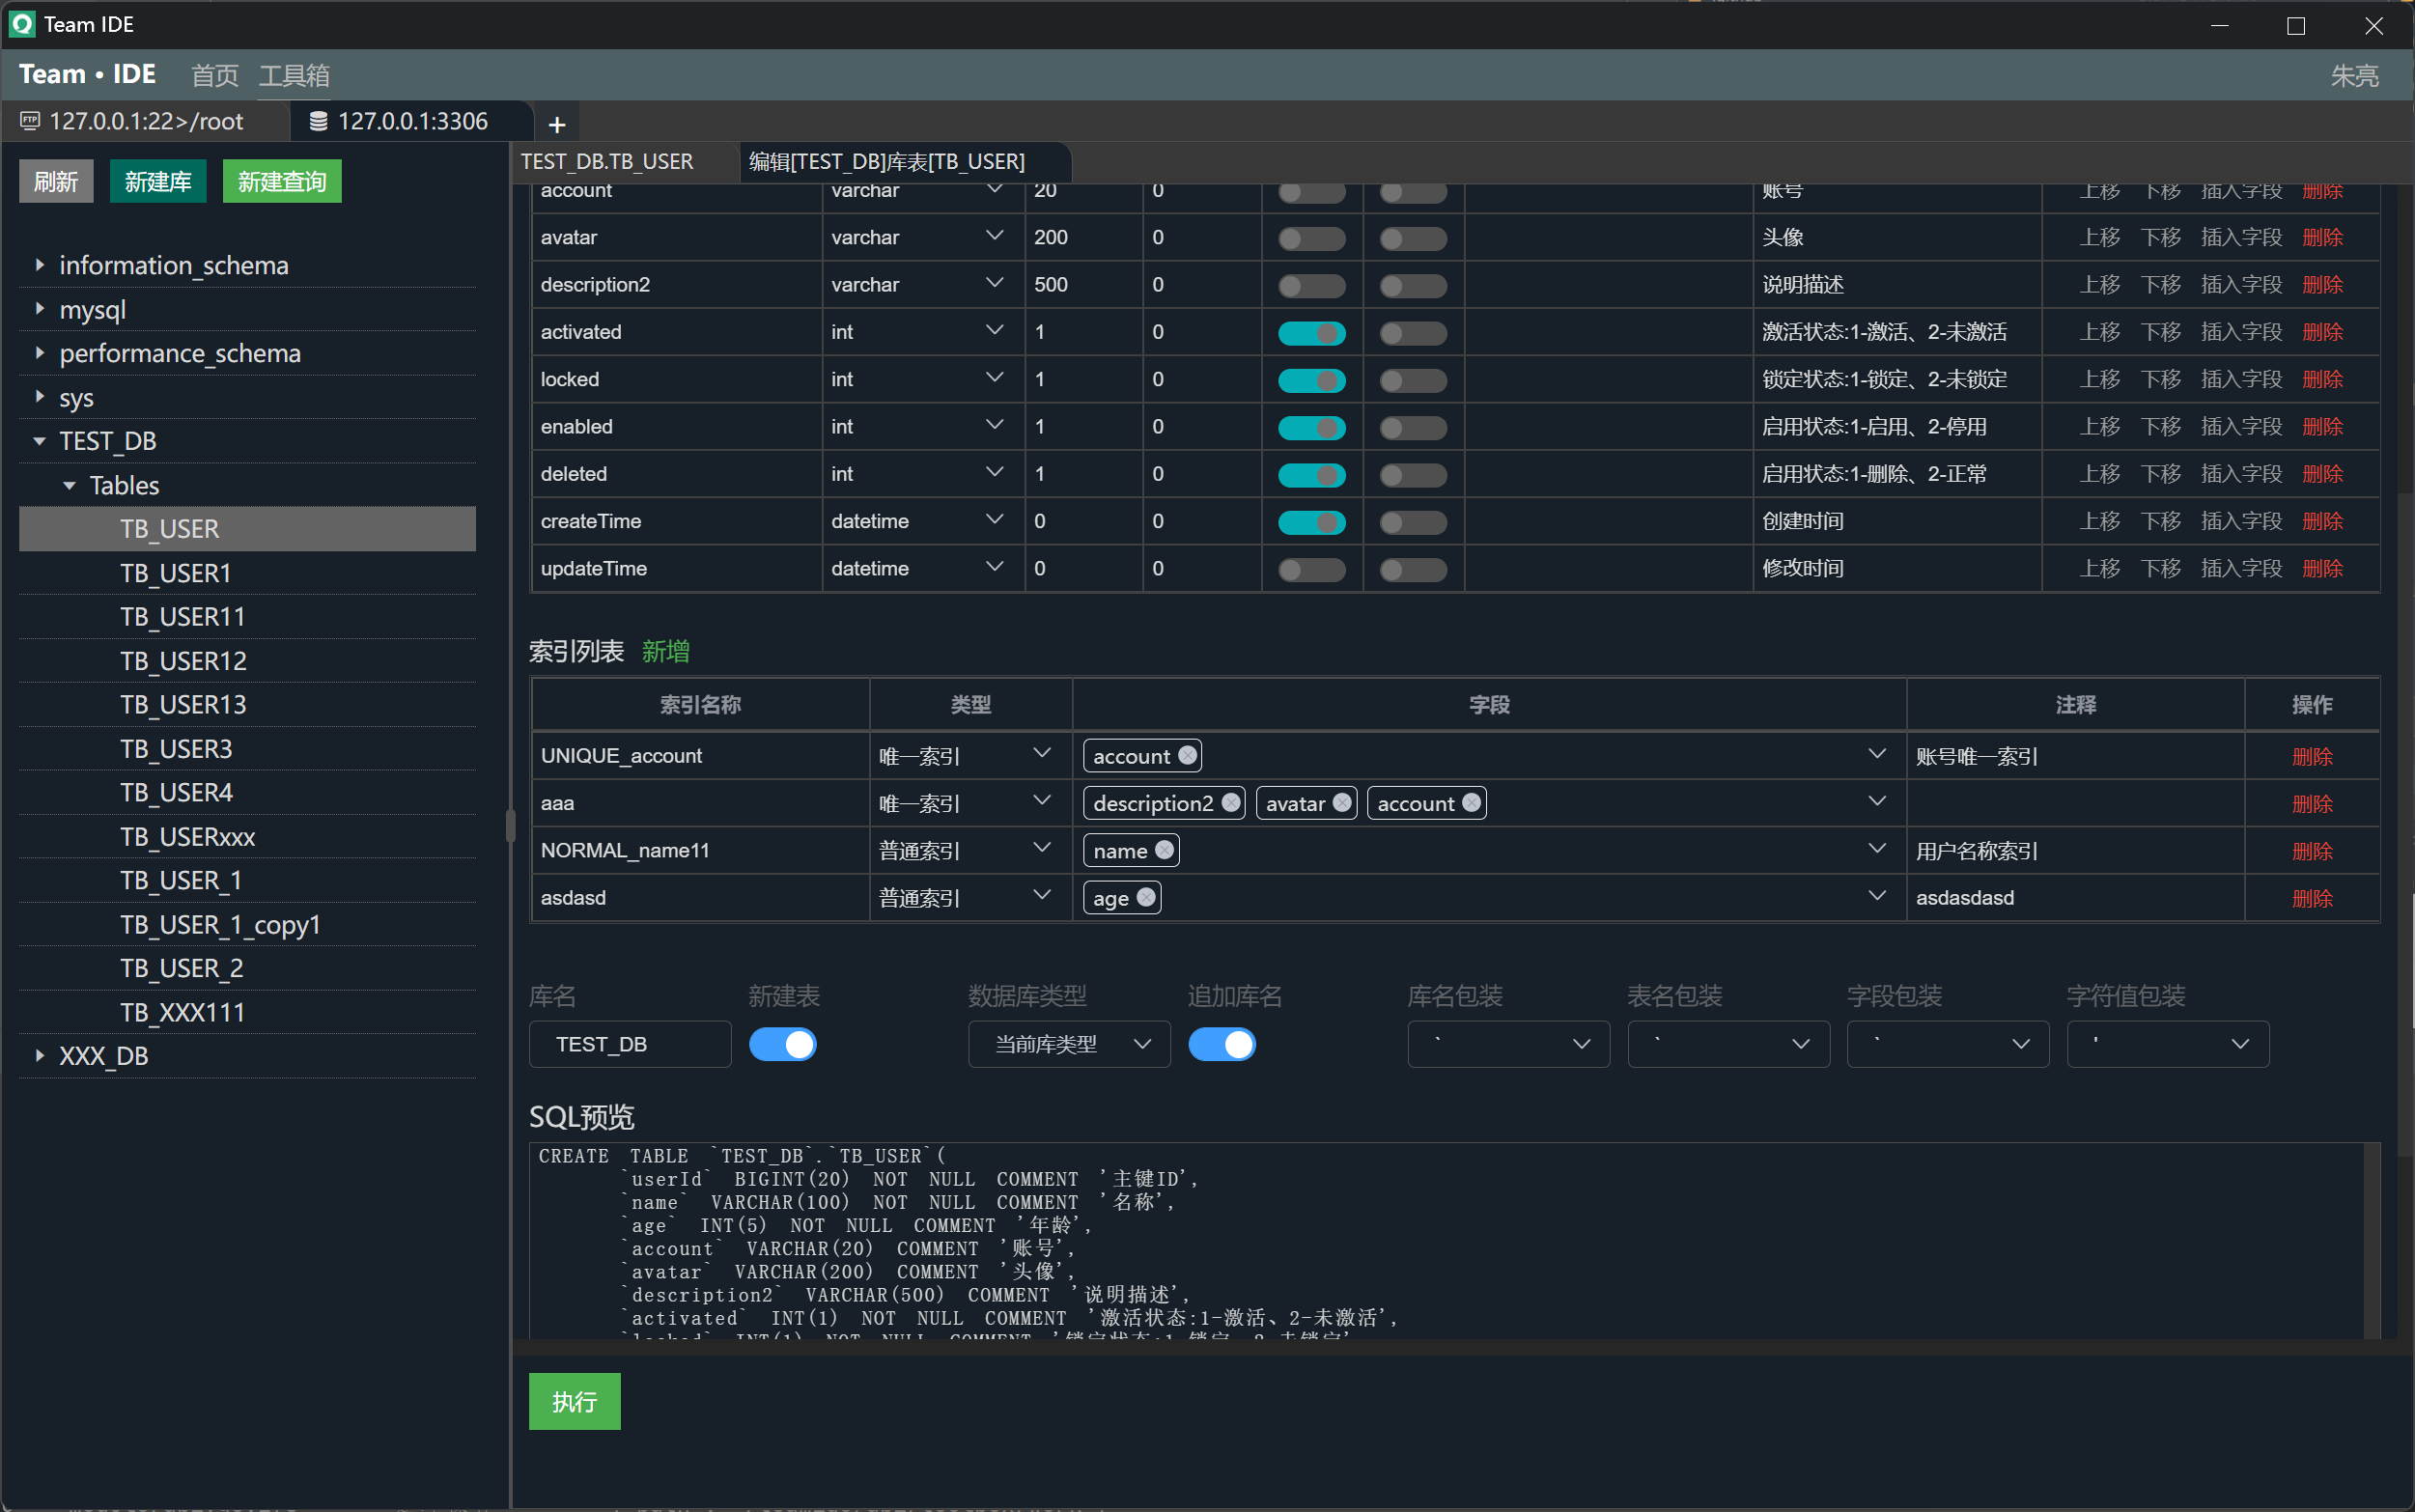 Team IDE
Team • IDE 首页 工具箱 朱亮
127.0.0.1:22>/root 127.0.0.1:3306 +
刷新 新建库 新建查询
information_schema
mysql
performance_schema
sys
TEST_DB
Tables
TB_USER
TB_USER1
TB_USER11
TB_USER12
TB_USER13
TB_USER3
TB_USER4
TB_USERxxx
TB_USER_1
TB_USER_1_copy1
TB_USER_2
TB_XXX111
XXX_DB
TEST_DB.TB_USER 编辑[TEST_DB]库表[TB_USER]
account varchar 20 0 账号 上移 下移 插入字段 删除
avatar varchar 200 0 头像 上移 下移 插入字段 删除
description2 varchar 500 0 说明描述 上移 下移 插入字段 删除
activated int 1 0 激活状态:1-激活、2-未激活 上移 下移 插入字段 删除
locked int 1 0 锁定状态:1-锁定、2-未锁定 上移 下移 插入字段 删除
enabled int 1 0 启用状态:1-启用、2-停用 上移 下移 插入字段 删除
deleted int 1 0 启用状态:1-删除、2-正常 上移 下移 插入字段 删除
createTime datetime 0 0 创建时间 上移 下移 插入字段 删除
updateTime datetime 0 0 修改时间 上移 下移 插入字段 删除
索引列表 新增
索引名称 类型 字段 注释 操作
UNIQUE_account 唯一索引 account 账号唯一索引 删除
aaa 唯一索引 description2 avatar account 删除
NORMAL_name11 普通索引 name 用户名称索引 删除
asdasd 普通索引 age asdasdasd 删除
库名 新建表 数据库类型 追加库名 库名包装 表名包装 字段包装 字符值包装
TEST_DB 当前库类型 ` ` ` '
SQL预览
CREATE TABLE `TEST_DB`.`TB_USER`(
`userId` BIGINT(20) NOT NULL COMMENT '主键ID',
`name` VARCHAR(100) NOT NULL COMMENT '名称',
`age` INT(5) NOT NULL COMMENT '年龄',
`account` VARCHAR(20) COMMENT '账号',
`avatar` VARCHAR(200) COMMENT '头像',
`description2` VARCHAR(500) COMMENT '说明描述',
`activated` INT(1) NOT NULL COMMENT '激活状态:1-激活、2-未激活',
`locked` INT(1) NOT NULL COMMENT '锁定状态:1-锁定、2-未锁定'
执行